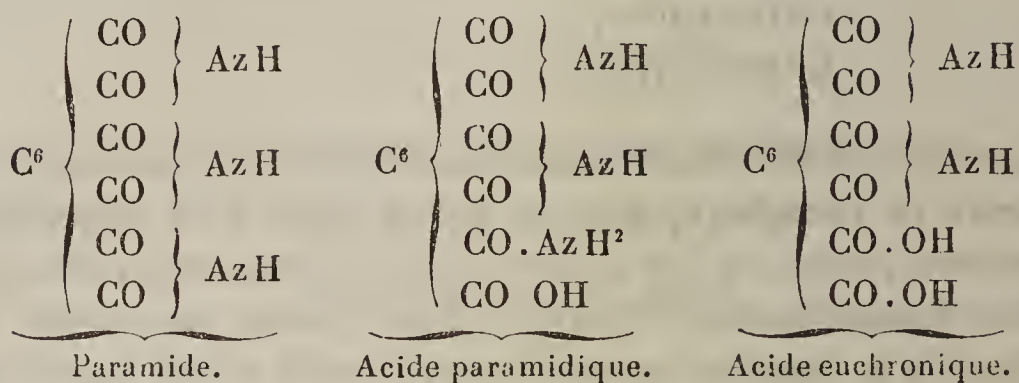 CO
AzH
CO
CO
C⁶ AzH
CO
CO
AzH
CO
Paramide.
CO
AzH
CO
CO
C⁶ AzH
CO
CO.AzH²
CO OH
Acide paramidique.
CO
AzH
CO
CO
C⁶ AzH
CO
CO.OH
CO.OH
Acide euchronique.